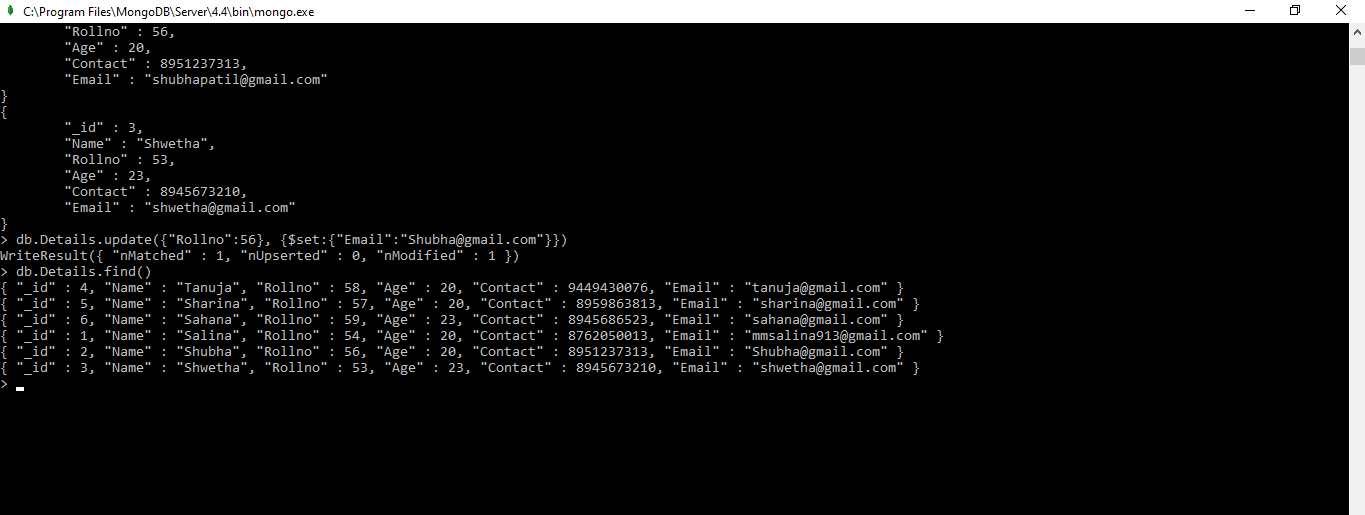 C:\Program Files\MongoDB\Server\4.4\bin\mongo.exe
"Rollno" : 56,
"Age" : 20,
"Contact" : 8951237313,
"Email" : "shubhapatil@gmail.com"
}
{
"_id" : 3,
"Name" : "Shwetha",
"Rollno" : 53,
"Age" : 23,
"Contact" : 8945673210,
"Email" : "shwetha@gmail.com"
}
> db.Details.update({"Rollno":56}, {$set:{"Email":"Shubha@gmail.com"}})
WriteResult({ "nMatched" : 1, "nUpserted" : 0, "nModified" : 1 })
> db.Details.find()
{ "_id" : 4, "Name" : "Tanuja", "Rollno" : 58, "Age" : 20, "Contact" : 9449430076, "Email" : "tanuja@gmail.com" }
{ "_id" : 5, "Name" : "Sharina", "Rollno" : 57, "Age" : 20, "Contact" : 8959863813, "Email" : "sharina@gmail.com" }
{ "_id" : 6, "Name" : "Sahana", "Rollno" : 59, "Age" : 23, "Contact" : 8945686523, "Email" : "sahana@gmail.com" }
{ "_id" : 1, "Name" : "Salina", "Rollno" : 54, "Age" : 20, "Contact" : 8762050013, "Email" : "mmsalina913@gmail.com" }
{ "_id" : 2, "Name" : "Shubha", "Rollno" : 56, "Age" : 20, "Contact" : 8951237313, "Email" : "Shubha@gmail.com" }
{ "_id" : 3, "Name" : "Shwetha", "Rollno" : 53, "Age" : 23, "Contact" : 8945673210, "Email" : "shwetha@gmail.com" }
>